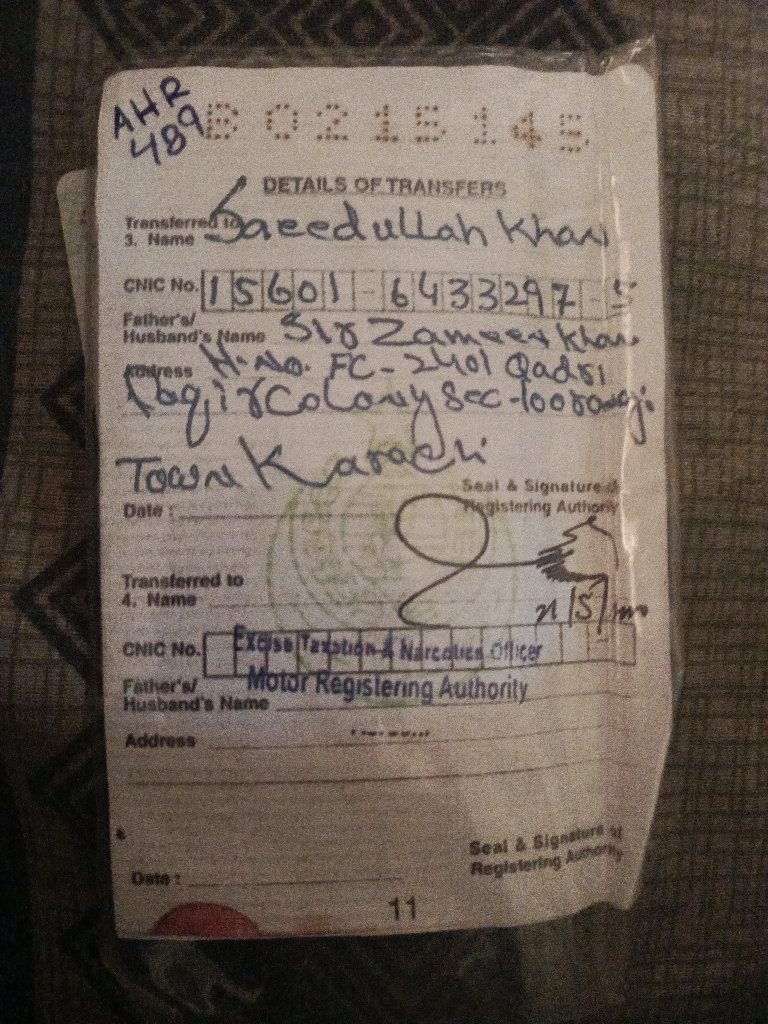 AHR
489
B 0215145
DETAILS OF TRANSFERS
Transferred to
3. Name Saeedullah Khan
CNIC No. 15601-6433297-5
Father's/
Husband's Name S/o Zameer Khan
Address H.No. FC-2401 Qadri
Colony Sec-10
Town Karachi
Seal & Signature of
Registering Authority
Date :
Transferred to
4. Name
CNIC No.
Excise Taxation & Narcotics Officer
Motor Registering Authority
Father's/
Husband's Name
Address
Seal & Signature of
Registering Authority
Date :
11